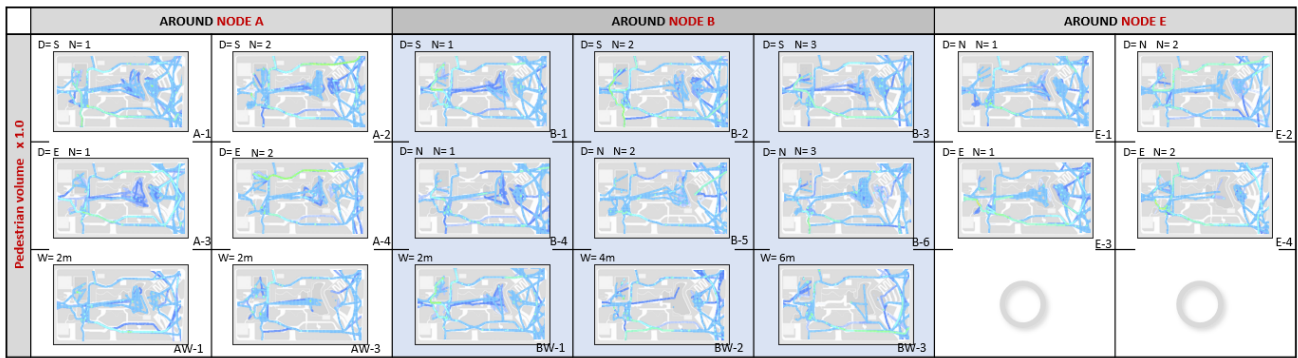 AROUND NODE A
AROUND NODE B
AROUND NODE E
Pedestrian volume x 1.0
D= S N= 1
A-1
D= S N= 2
A-2
D= S N= 1
B-1
D= S N= 2
B-2
D= S N= 3
B-3
D= N N= 1
E-1
D= N N= 2
E-2
D= E N= 1
A-3
D= E N= 2
A-4
D= N N= 1
B-4
D= N N= 2
B-5
D= N N= 3
B-6
D= E N= 1
E-3
D= E N= 2
E-4
W= 2m
AW-1
W= 2m
AW-3
W= 2m
BW-1
W= 4m
BW-2
W= 6m
BW-3